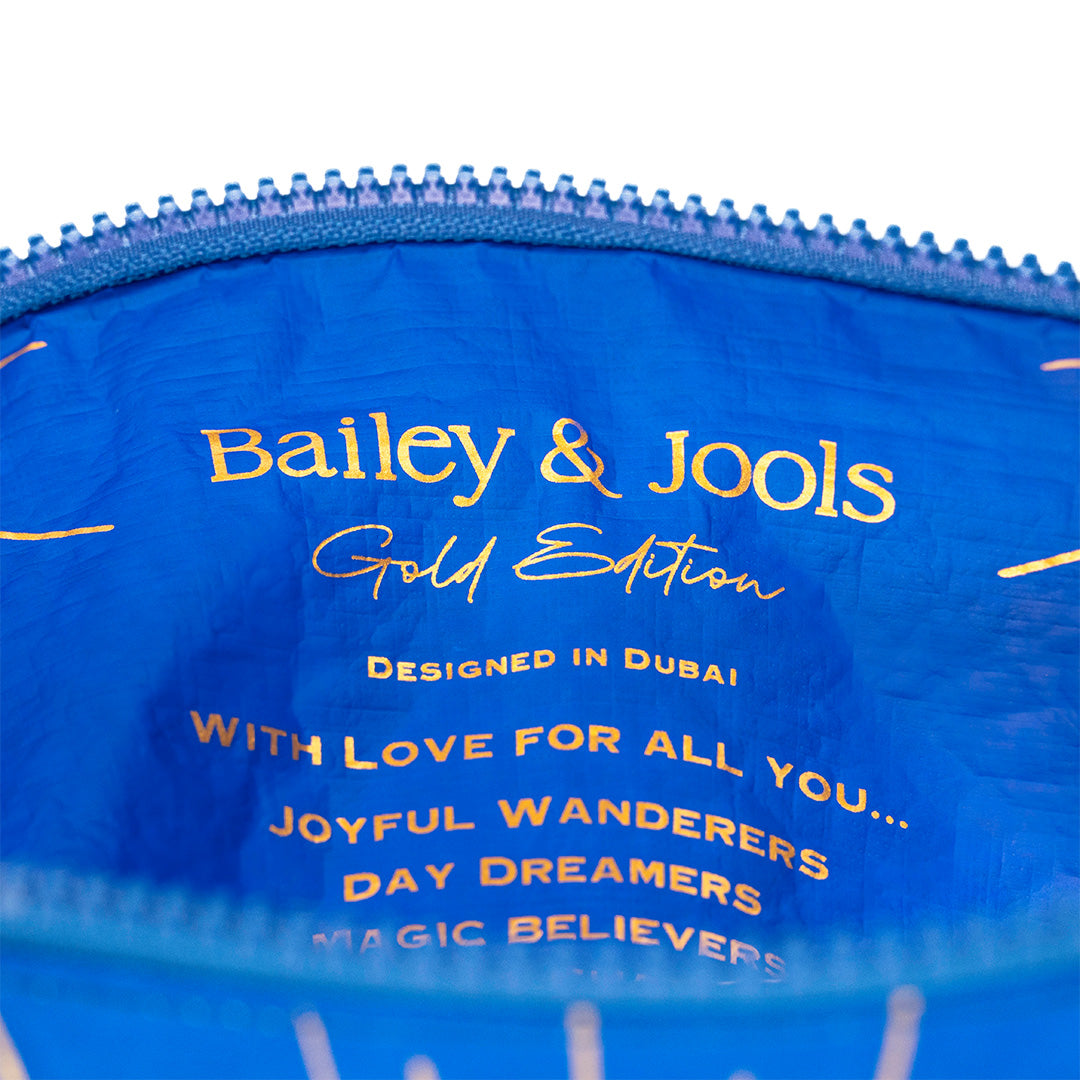 Bailey & Jools
Gold Edition
DESIGNED IN DUBAI
WITH LOVE FOR ALL YOU...
JOYFUL WANDERERS
DAY DREAMERS
MAGIC BELIEVERS